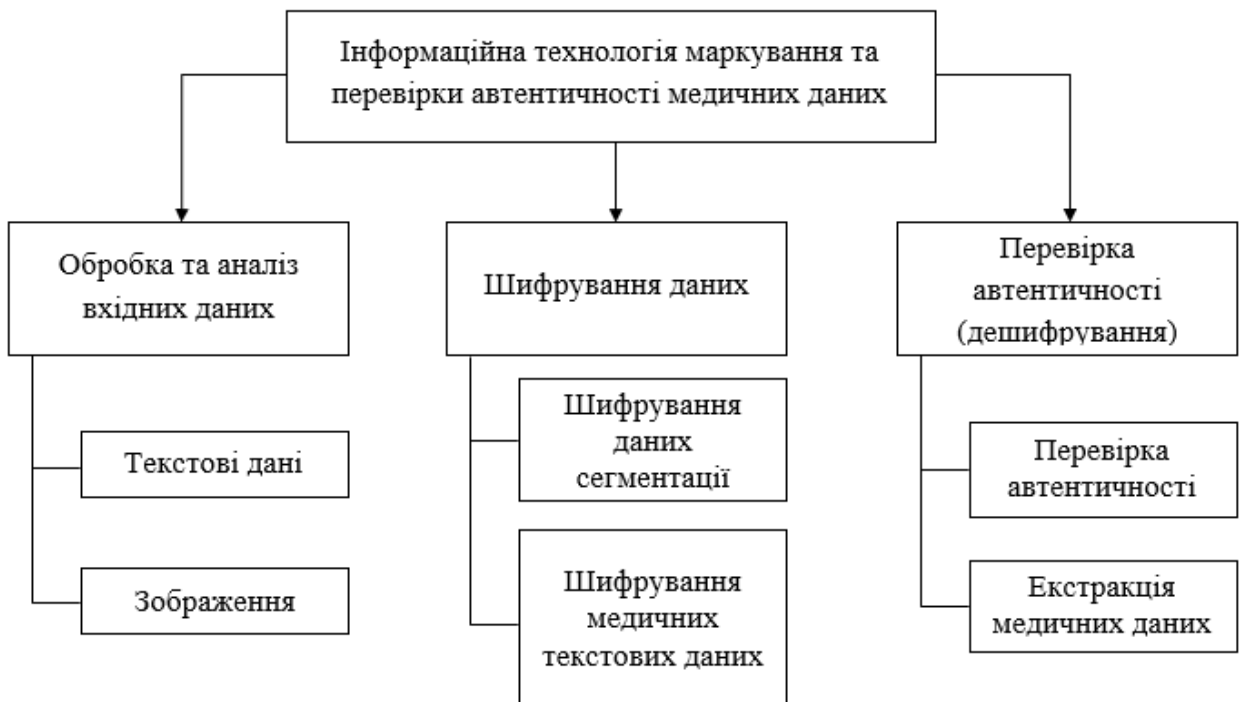 Інформаційна технологія маркування та
перевірки автентичності медичних даних
Обробка та аналіз
вхідних даних
Текстові дані
Зображення
Шифрування даних
Шифрування
даних
сегментації
Шифрування
медичних
текстових даних
Перевірка
автентичності
(дешифрування)
Перевірка
автентичності
Екстракція
медичних даних